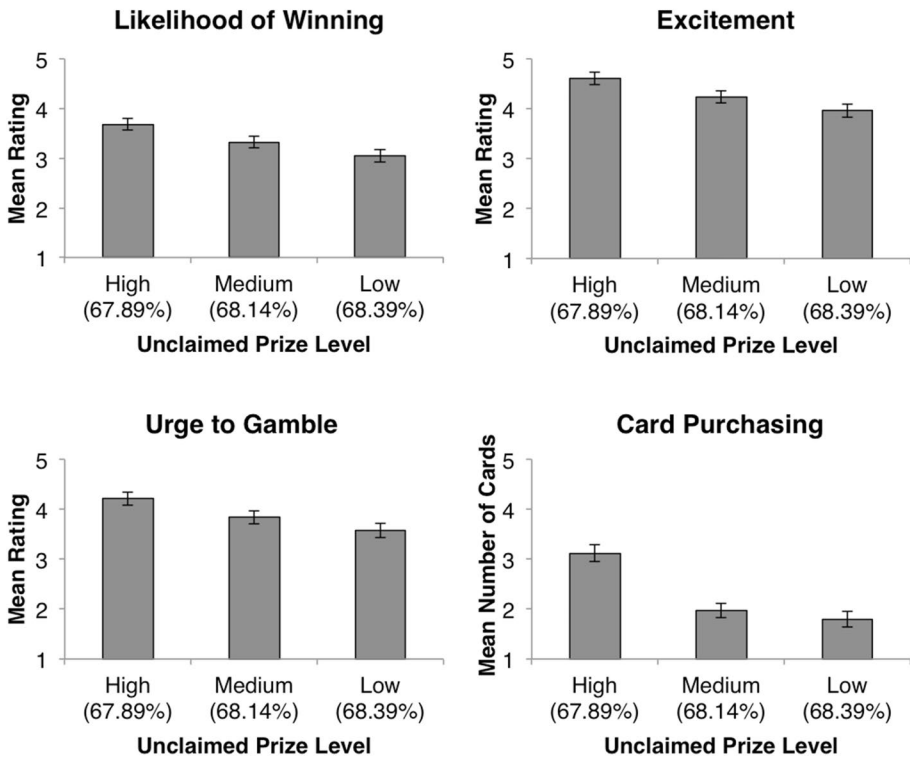 Likelihood of Winning
Mean Rating
5
4
3
2
1
High Medium Low
(67.89%) (68.14%) (68.39%)
Unclaimed Prize Level
Excitement
Mean Rating
5
4
3
2
1
High Medium Low
(67.89%) (68.14%) (68.39%)
Unclaimed Prize Level
Urge to Gamble
Mean Rating
5
4
3
2
1
High Medium Low
(67.89%) (68.14%) (68.39%)
Unclaimed Prize Level
Card Purchasing
Mean Number of Cards
5
4
3
2
1
High Medium Low
(67.89%) (68.14%) (68.39%)
Unclaimed Prize Level